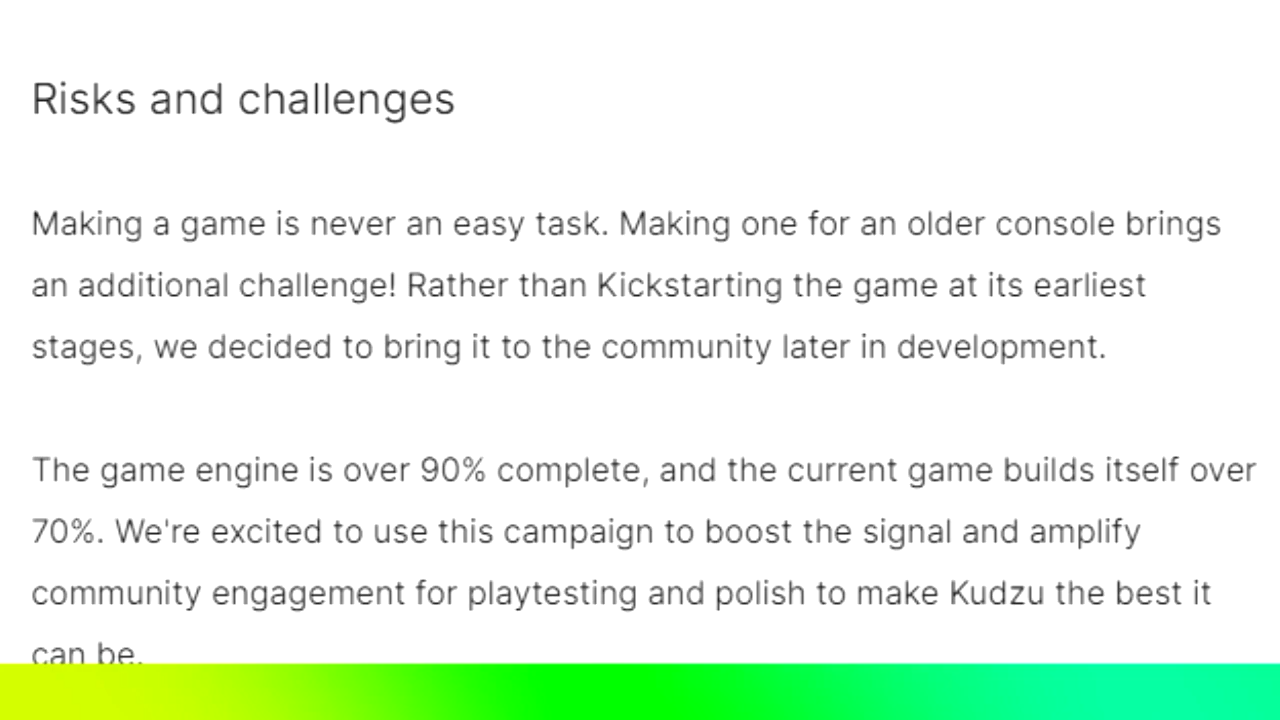 Risks and challenges
Making a game is never an easy task. Making one for an older console brings
an additional challenge! Rather than Kickstarting the game at its earliest
stages, we decided to bring it to the community later in development.
The game engine is over 90% complete, and the current game builds itself over
70%. We're excited to use this campaign to boost the signal and amplify
community engagement for playtesting and polish to make Kudzu the best it
can be.